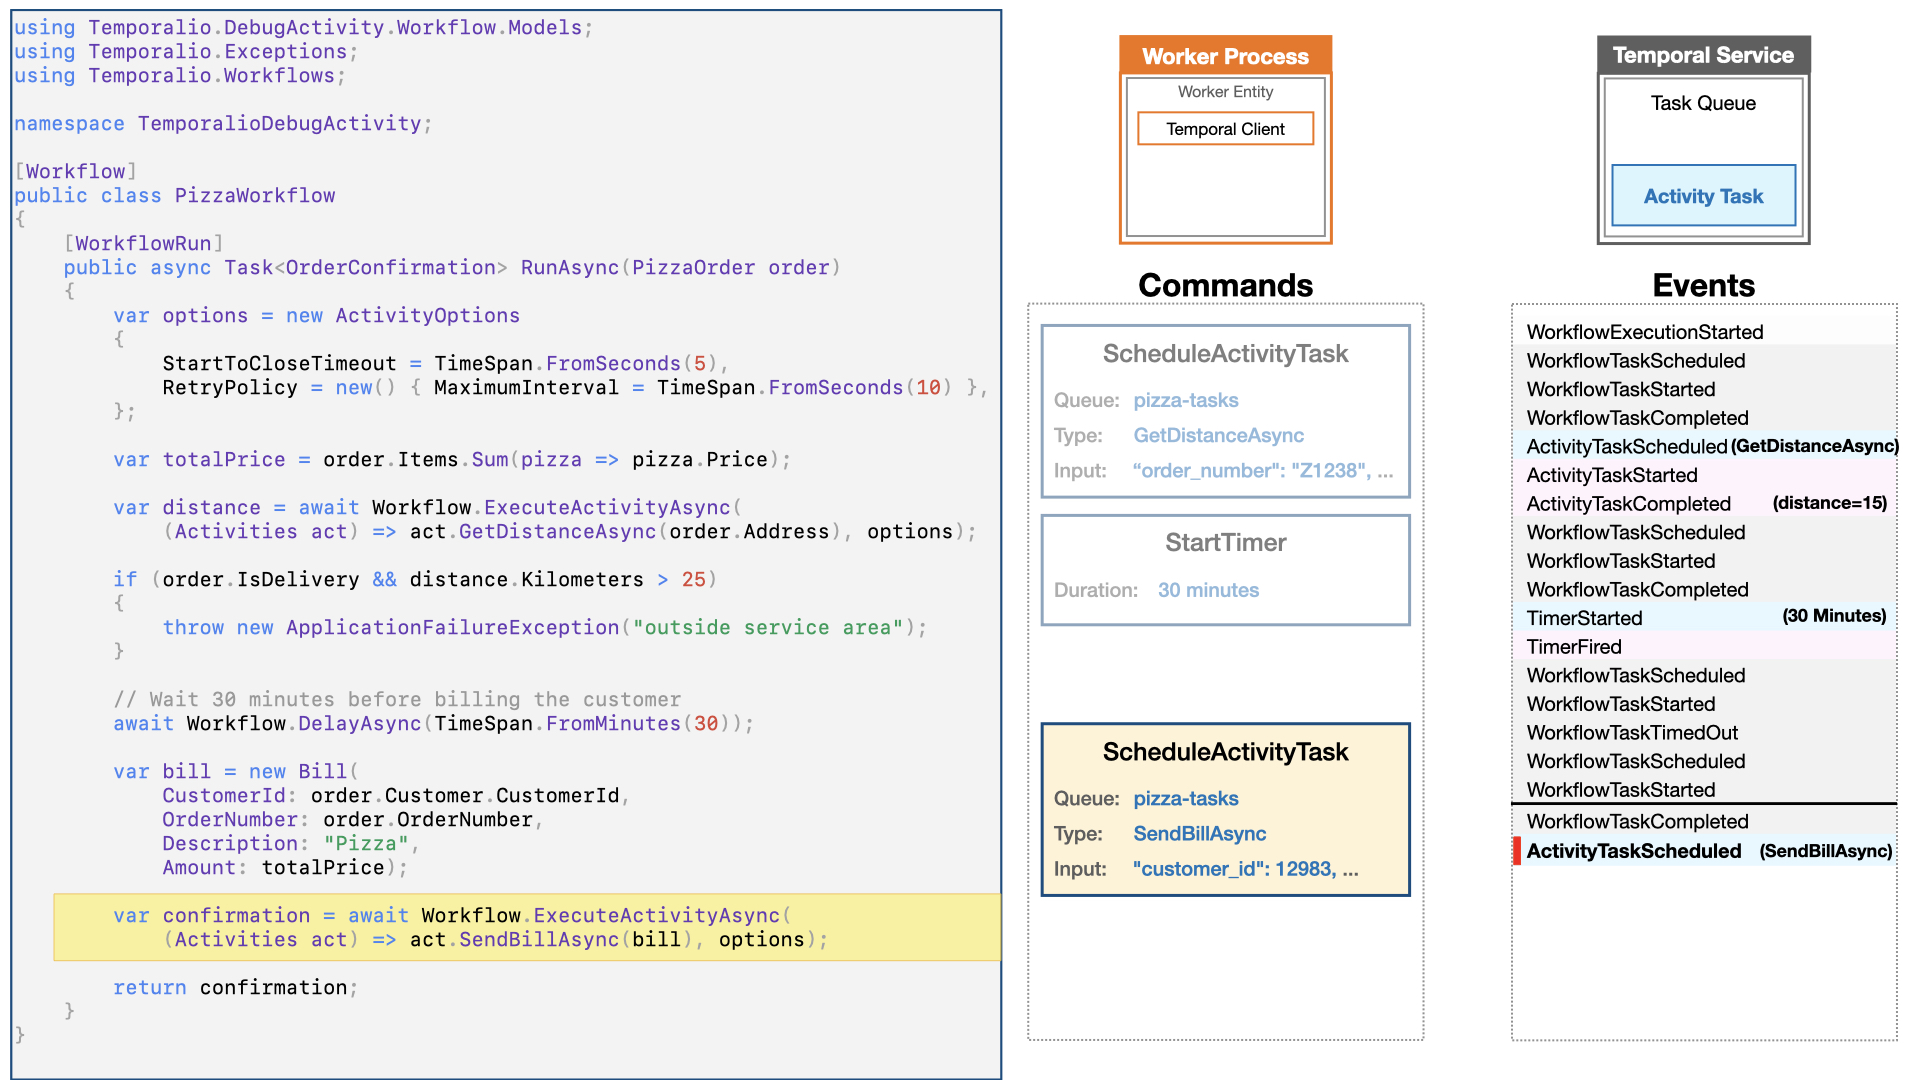 using Temporalio.DebugActivity.Workflow.Models;
using Temporalio.Exceptions;
using Temporalio.Workflows;
namespace TemporalioDebugActivity;
[Workflow]
public class PizzaWorkflow
{
[WorkflowRun]
public async Task<OrderConfirmation> RunAsync(PizzaOrder order)
{
var options = new ActivityOptions
{
StartToCloseTimeout = TimeSpan.FromSeconds(5),
RetryPolicy = new() { MaximumInterval = TimeSpan.FromSeconds(10) },
};
var totalPrice = order.Items.Sum(pizza => pizza.Price);
var distance = await Workflow.ExecuteActivityAsync(
(Activities act) => act.GetDistanceAsync(order.Address), options);
if (order.IsDelivery && distance.Kilometers > 25)
{
throw new ApplicationFailureException("outside service area");
}
// Wait 30 minutes before billing the customer
await Workflow.DelayAsync(TimeSpan.FromMinutes(30));
var bill = new Bill(
CustomerId: order.Customer.CustomerId,
OrderNumber: order.OrderNumber,
Description: "Pizza",
Amount: totalPrice);
var confirmation = await Workflow.ExecuteActivityAsync(
(Activities act) => act.SendBillAsync(bill), options);
return confirmation;
}
}
Worker Process
Worker Entity
Temporal Client
Commands
ScheduleActivityTask
Queue: pizza-tasks
Type: GetDistanceAsync
Input: “order_number": "Z1238", ...
StartTimer
Duration: 30 minutes
ScheduleActivityTask
Queue: pizza-tasks
Type: SendBillAsync
Input: "customer_id": 12983, ...
Temporal Service
Task Queue
Activity Task
Events
WorkflowExecutionStarted
WorkflowTaskScheduled
WorkflowTaskStarted
WorkflowTaskCompleted
ActivityTaskScheduled (GetDistanceAsync)
ActivityTaskStarted
ActivityTaskCompleted (distance=15)
WorkflowTaskScheduled
WorkflowTaskStarted
WorkflowTaskCompleted
TimerStarted (30 Minutes)
TimerFired
WorkflowTaskScheduled
WorkflowTaskStarted
WorkflowTaskTimedOut
WorkflowTaskScheduled
WorkflowTaskStarted
WorkflowTaskCompleted
ActivityTaskScheduled (SendBillAsync)